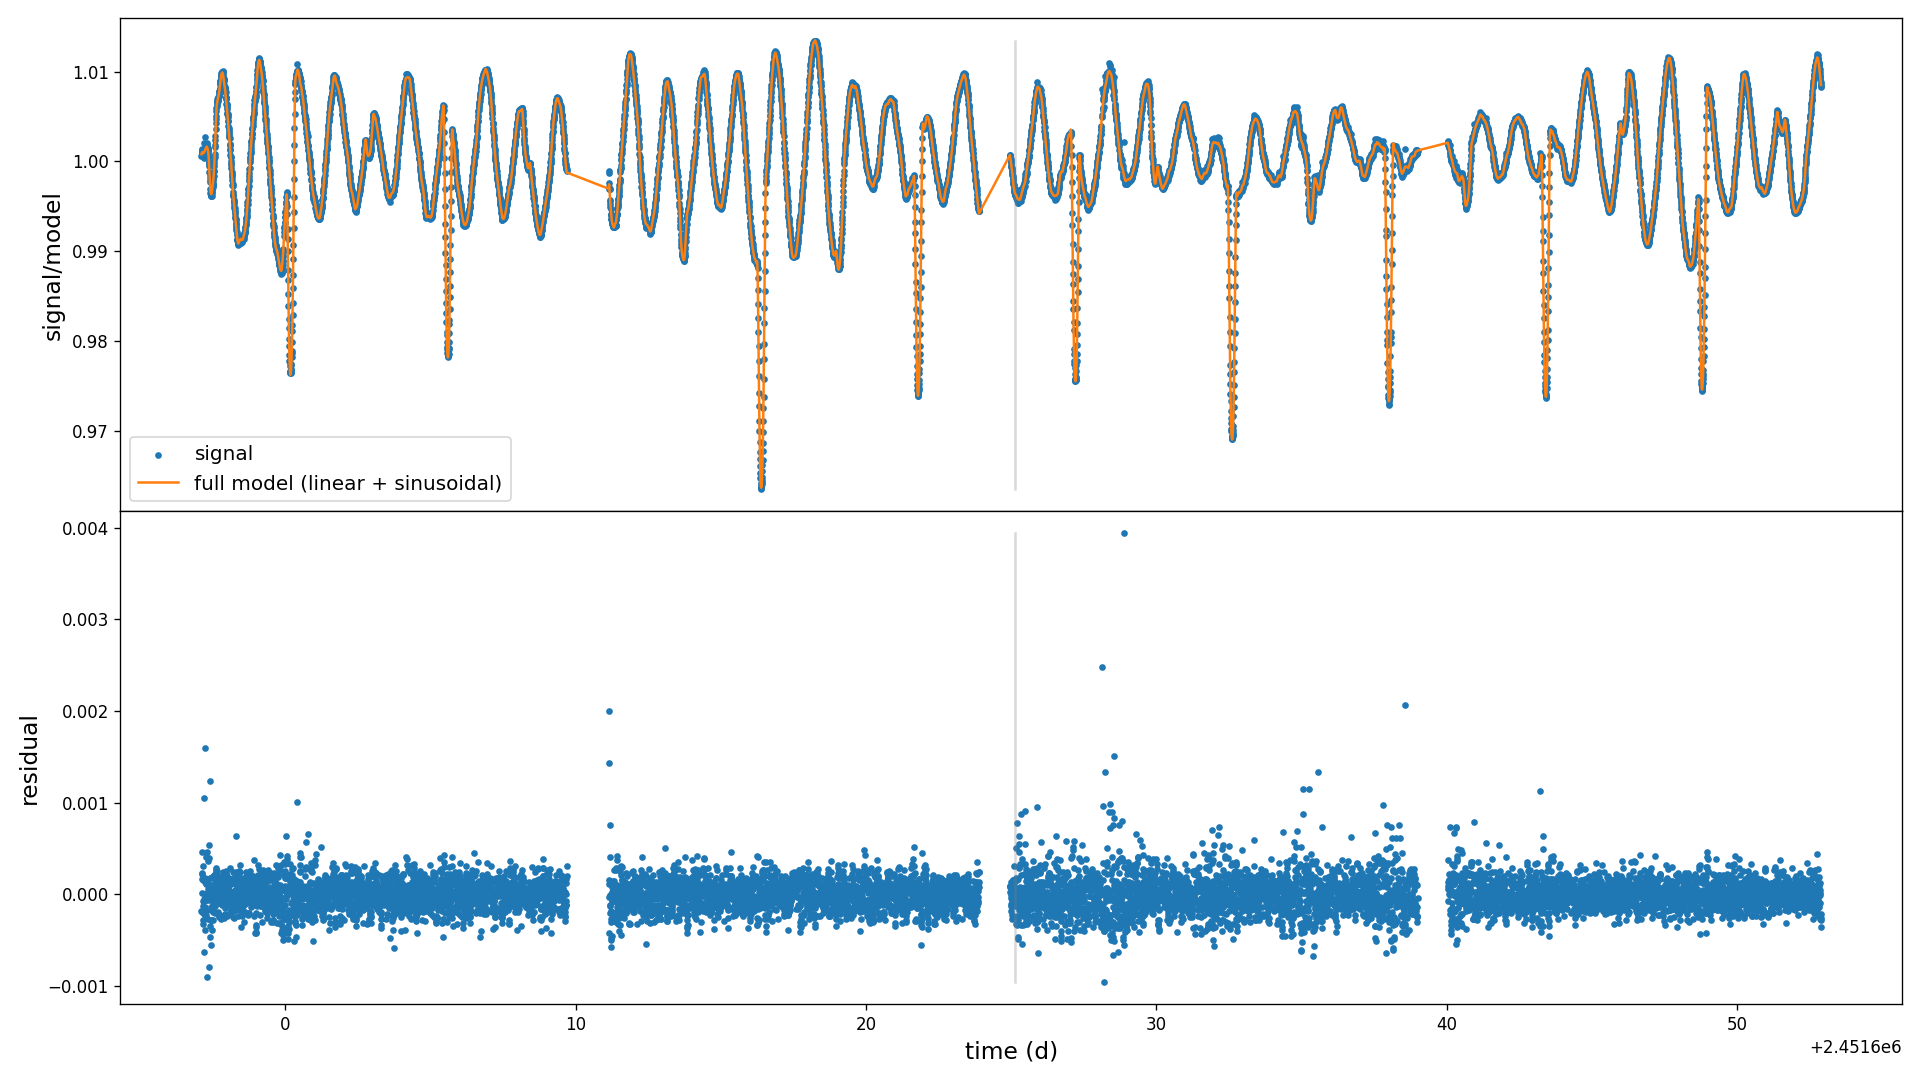 signal/model
1.01
1.00
0.99
0.98
0.97
signal
full model (linear + sinusoidal)
residual
0.004
0.003
0.002
0.001
0.000
−0.001
0
10
20
30
40
50
time (d)
+2.4516e6